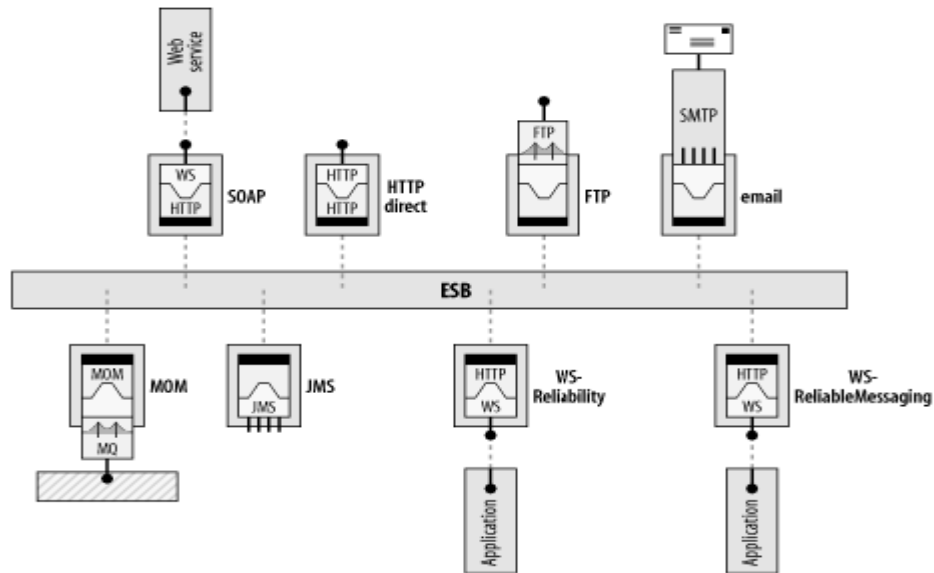 Web
service
SMTP
FTP
WS
HTTP
SOAP
HTTP
HTTP
HTTP
direct
FTP
email
ESB
MOM
MOM
MQ
JMS
JMS
HTTP
WS
WS-
Reliability
HTTP
WS
WS-
ReliableMessaging
Application
Application